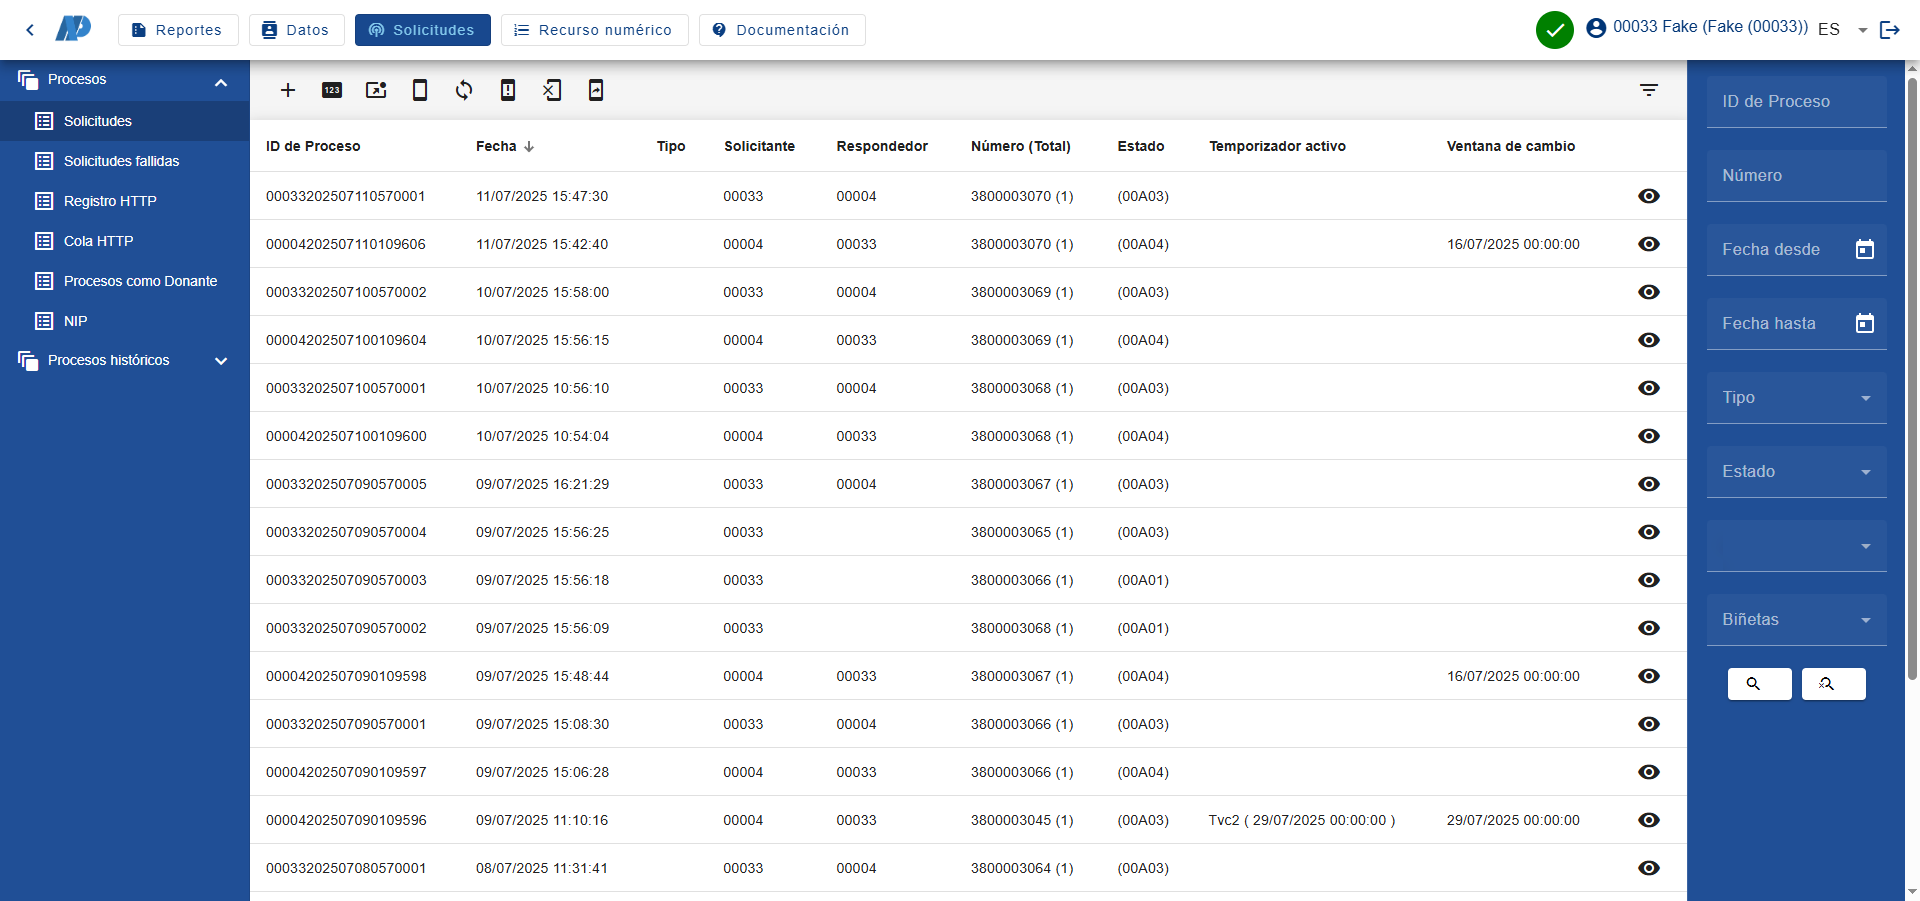 Reportes Datos Solicitudes Recurso numérico Documentación 00033 Fake (Fake (00033)) ES
Procesos
Solicitudes
Solicitudes fallidas
Registro HTTP
Cola HTTP
Procesos como Donante
NIP
Procesos históricos
123
ID de Proceso Fecha Tipo Solicitante Respondedor Número (Total) Estado Temporizador activo Ventana de cambio
00033202507110570001 11/07/2025 15:47:30 00033 00004 3800003070 (1) (00A03)
00004202507110109606 11/07/2025 15:42:40 00004 00033 3800003070 (1) (00A04) 16/07/2025 00:00:00
00033202507100570002 10/07/2025 15:58:00 00033 00004 3800003069 (1) (00A03)
00004202507100109604 10/07/2025 15:56:15 00004 00033 3800003069 (1) (00A04)
00033202507100570001 10/07/2025 10:56:10 00033 00004 3800003068 (1) (00A03)
00004202507100109600 10/07/2025 10:54:04 00004 00033 3800003068 (1) (00A04)
00033202507090570005 09/07/2025 16:21:29 00033 00004 3800003067 (1) (00A03)
00033202507090570004 09/07/2025 15:56:25 00033 3800003065 (1) (00A03)
00033202507090570003 09/07/2025 15:56:18 00033 3800003066 (1) (00A01)
00033202507090570002 09/07/2025 15:56:09 00033 3800003068 (1) (00A01)
00004202507090109598 09/07/2025 15:48:44 00004 00033 3800003067 (1) (00A04) 16/07/2025 00:00:00
00033202507090570001 09/07/2025 15:08:30 00033 00004 3800003066 (1) (00A03)
00004202507090109597 09/07/2025 15:06:28 00004 00033 3800003066 (1) (00A04)
00004202507090109596 09/07/2025 11:10:16 00004 00033 3800003045 (1) (00A03) Tvc2 ( 29/07/2025 00:00:00 ) 29/07/2025 00:00:00
00033202507080570001 08/07/2025 11:31:41 00033 00004 3800003064 (1) (00A03)
ID de Proceso
Número
Fecha desde
Fecha hasta
Tipo
Estado
Biñetas